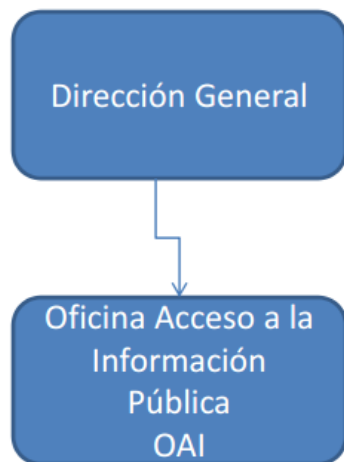 Dirección General
Oficina Acceso a la
Información
Pública
OAI